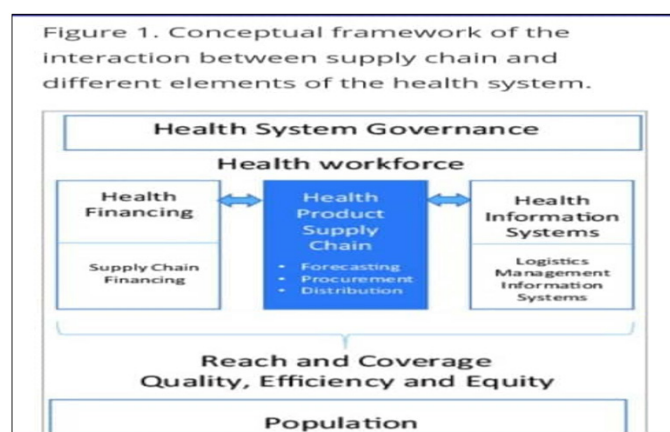 Figure 1. Conceptual framework of the
interaction between supply chain and
different elements of the health system.
Health System Governance
Health workforce
Health
Financing
Supply Chain
Financing
Health
Product
Supply
Chain
• Forecasting
• Procurement
• Distribution
Health
Information
Systems
Logistics
Management
Information
Systems
Reach and Coverage
Quality, Efficiency and Equity
Population